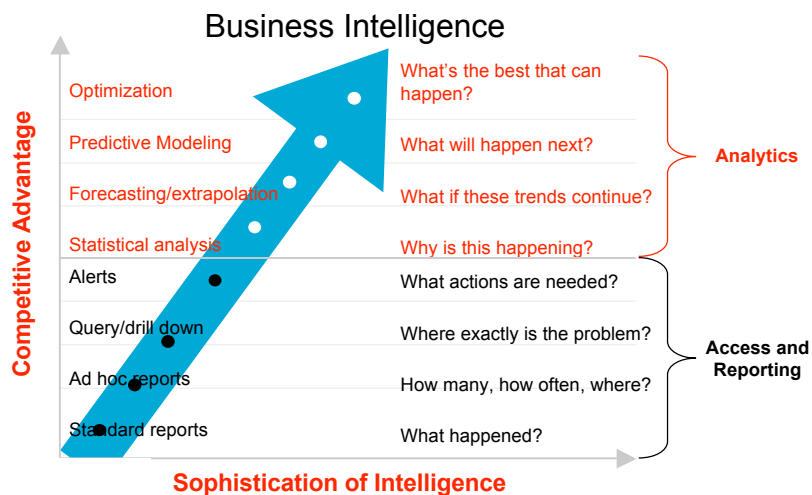 Business Intelligence
Optimization
What's the best that can
happen?
Predictive Modeling
What will happen next?
Forecasting/extrapolation
What if these trends continue?
Statistical analysis
Why is this happening?
Analytics
Alerts
What actions are needed?
Query/drill down
Where exactly is the problem?
Ad hoc reports
How many, how often, where?
Standard reports
What happened?
Access and
Reporting
Competitive Advantage
Sophistication of Intelligence